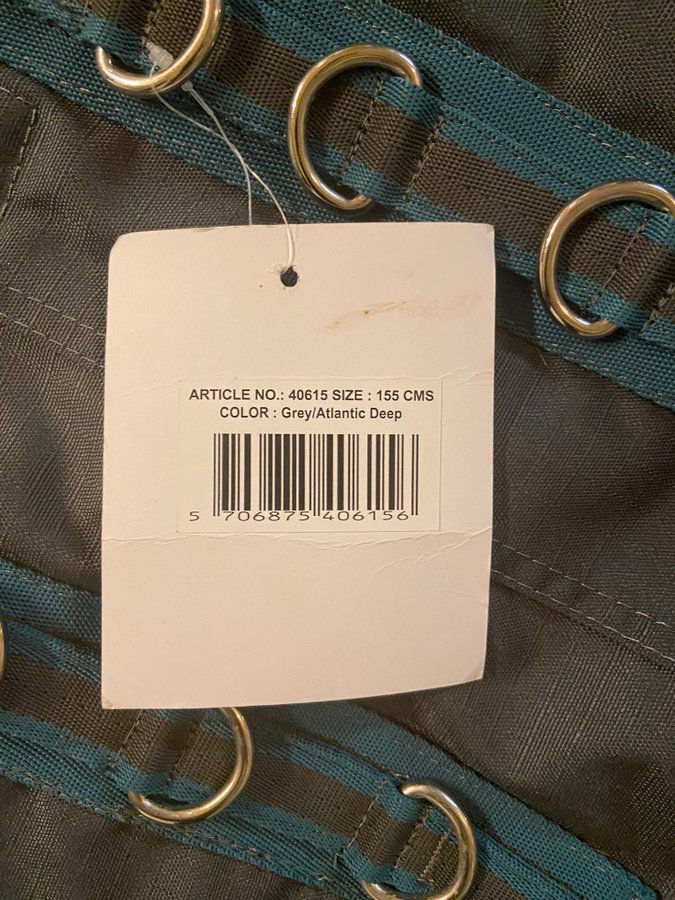 ARTICLE NO.: 40615 SIZE : 155 CMS
COLOR : Grey/Atlantic Deep
5 706875 406156